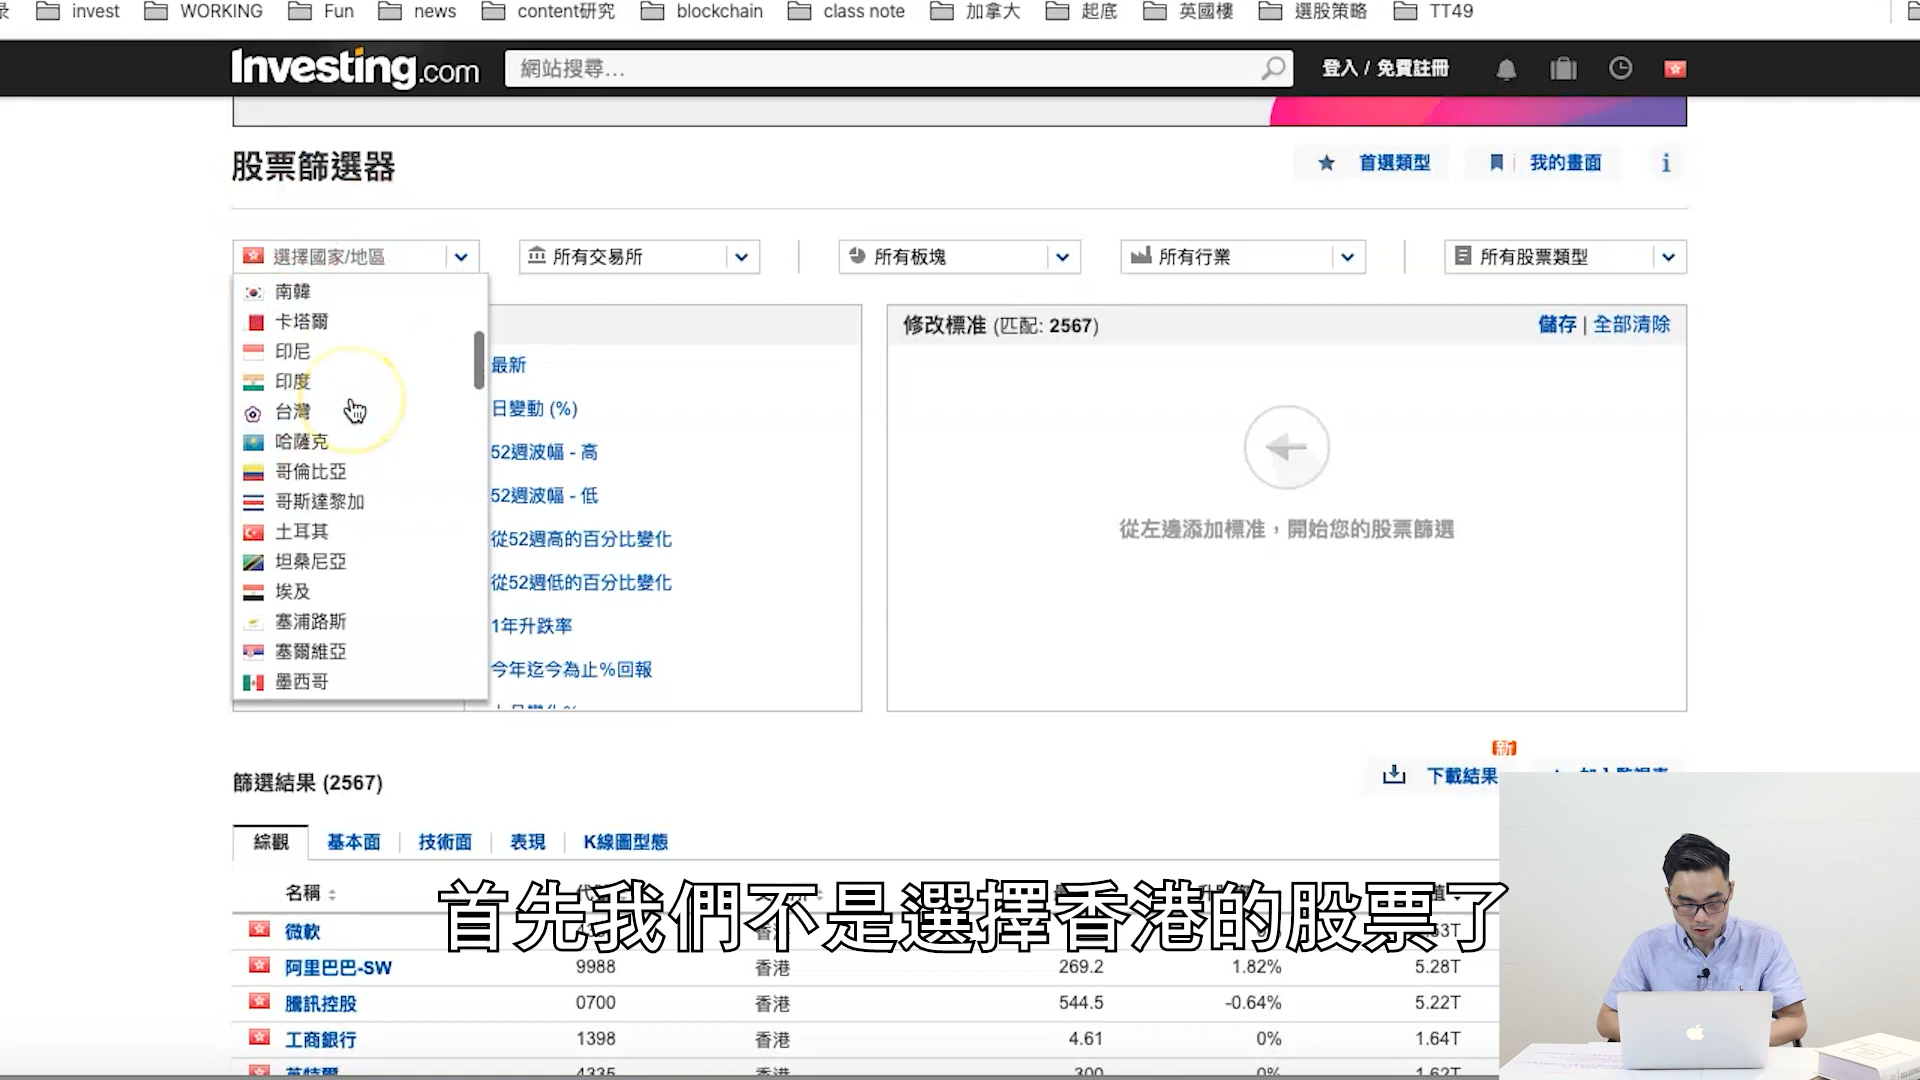 invest WORKING Fun news content研究 blockchain class note 加拿大 起底 英國樓 選股策略 TT49
Investing.com 網站搜尋... 登入 / 免費註冊
股票篩選器 首選類型 我的畫面 i
選擇國家/地區 所有交易所 所有板塊 所有行業 所有股票類型
南韓
卡塔爾
印尼
印度
台灣
哈薩克
哥倫比亞
哥斯達黎加
土耳其
坦桑尼亞
埃及
塞浦路斯
塞爾維亞
墨西哥
最新
日變動 (%)
52週波幅 - 高
52週波幅 - 低
從52週高的百分比變化
從52週低的百分比變化
1年升跌率
今年迄今為止%回報
修改標准 (匹配: 2567) 儲存 | 全部清除
從左邊添加標准，開始您的股票篩選
新
篩選結果 (2567) 下載結果
綜觀 基本面 技術面 表現 K線圖型態
名稱
首先我們不是選擇香港的股票了
微軟
阿里巴巴-SW 9988 香港 269.2 1.82% 5.28T
騰訊控股 0700 香港 544.5 -0.64% 5.22T
工商銀行 1398 香港 4.61 0% 1.64T
英特爾 4335 香港 300 0% 1.62T